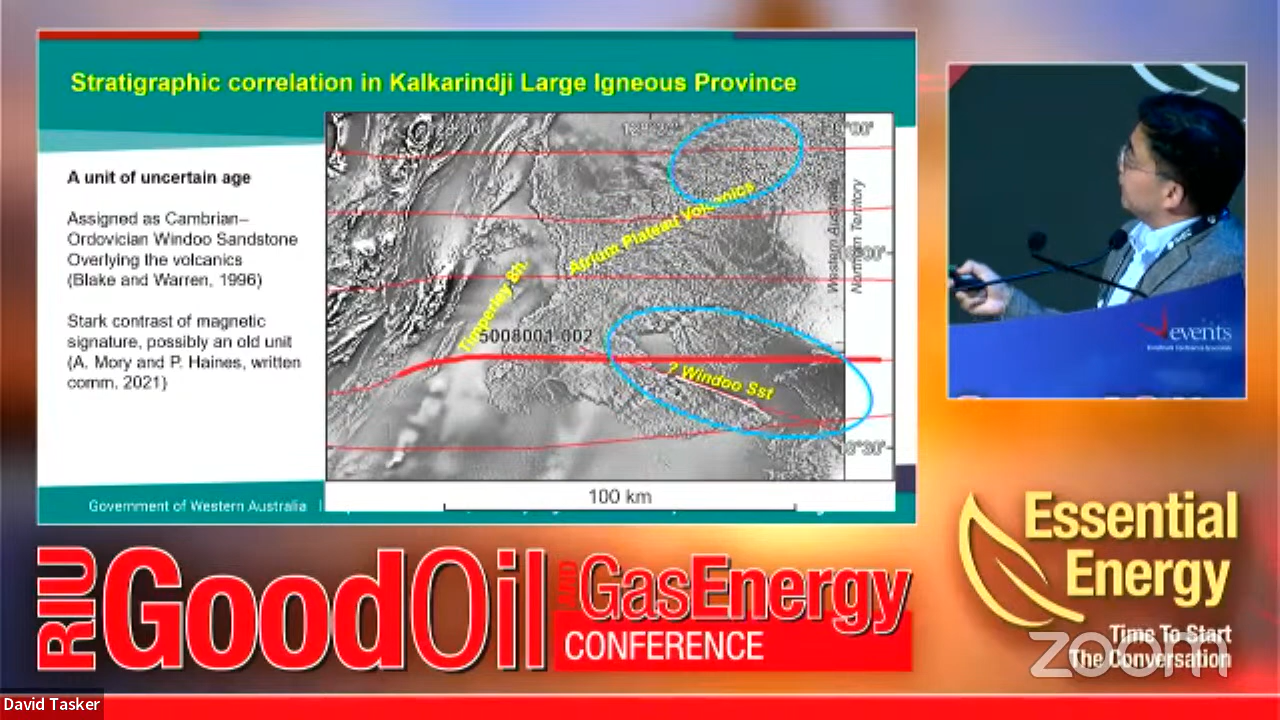 Stratigraphic correlation in Kalkarindji Large Igneous Province
A unit of uncertain age
Assigned as Cambrian–
Ordovician Windoo Sandstone
Overlying the volcanics
(Blake and Warren, 1996)
Stark contrast of magnetic
signature, possibly an old unit
(A. Mory and P. Haines, written
comm, 2021)
Atrium Plateau Volcanics
Timperley Sh.
5008001-002
? Windoo Sst
Western Australia
Northern Territory
100 km
Government of Western Australia
events
RIU
GoodOil
AND
GasEnergy
CONFERENCE
Essential
Energy
Time To Start
The Conversation
zoom
David Tasker